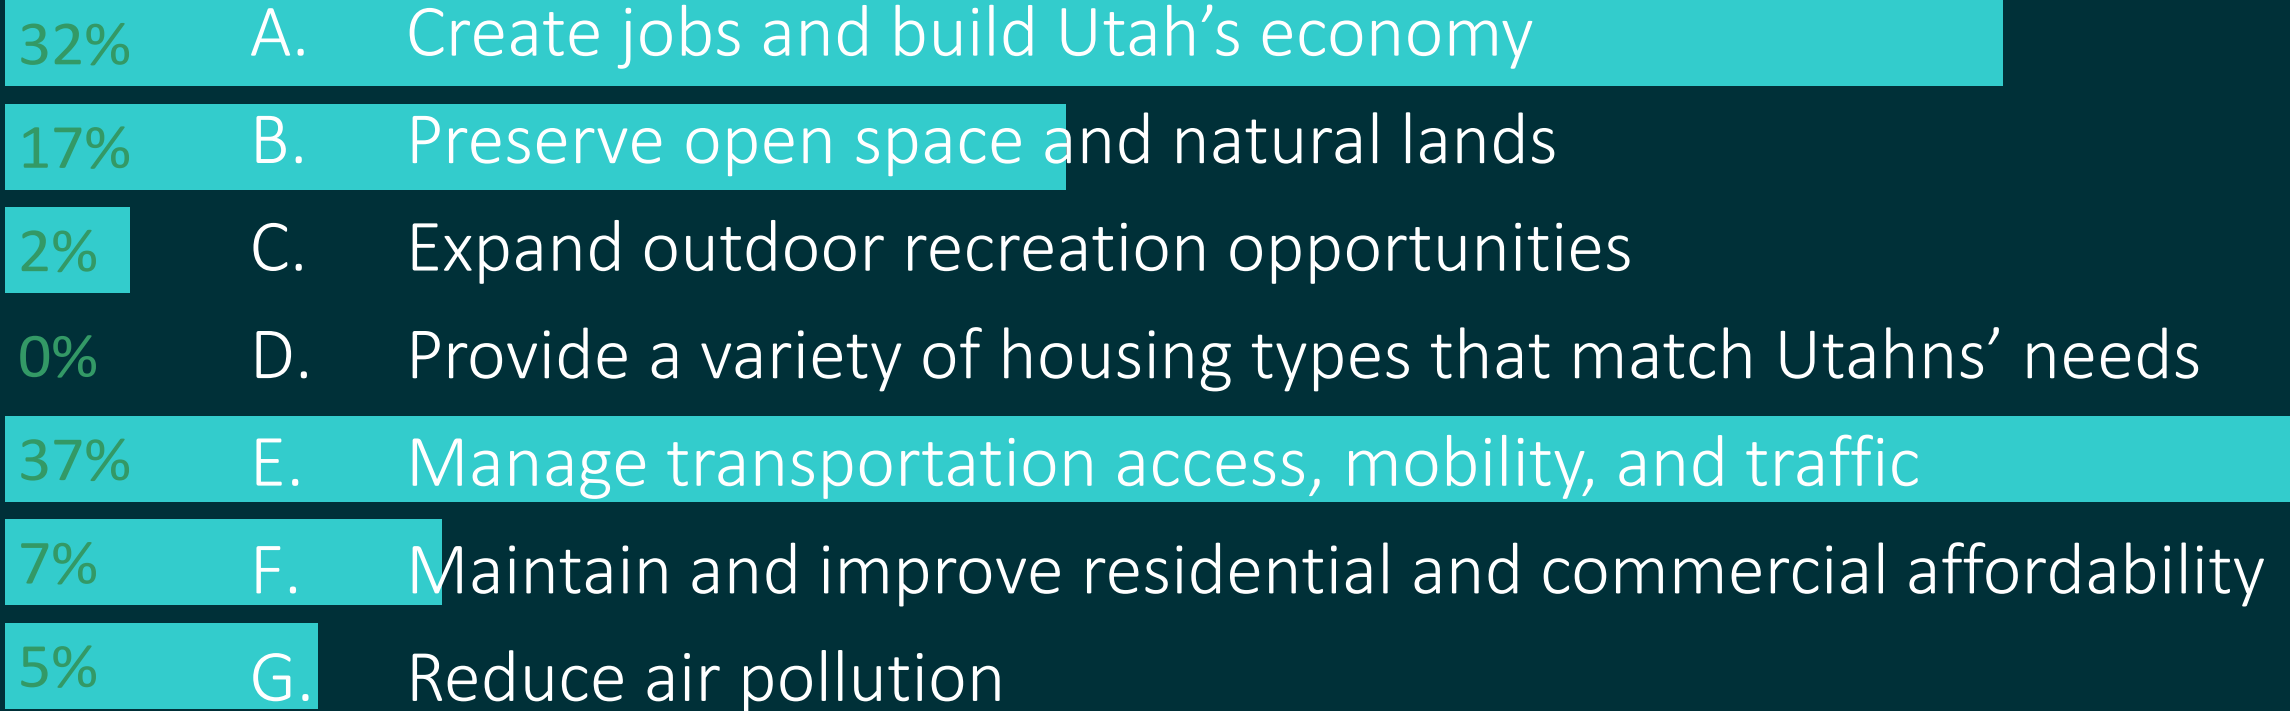 32% A. Create jobs and build Utah’s economy
17% B. Preserve open space and natural lands
2% C. Expand outdoor recreation opportunities
0% D. Provide a variety of housing types that match Utahns’ needs
37% E. Manage transportation access, mobility, and traffic
7% F. Maintain and improve residential and commercial affordability
5% G. Reduce air pollution